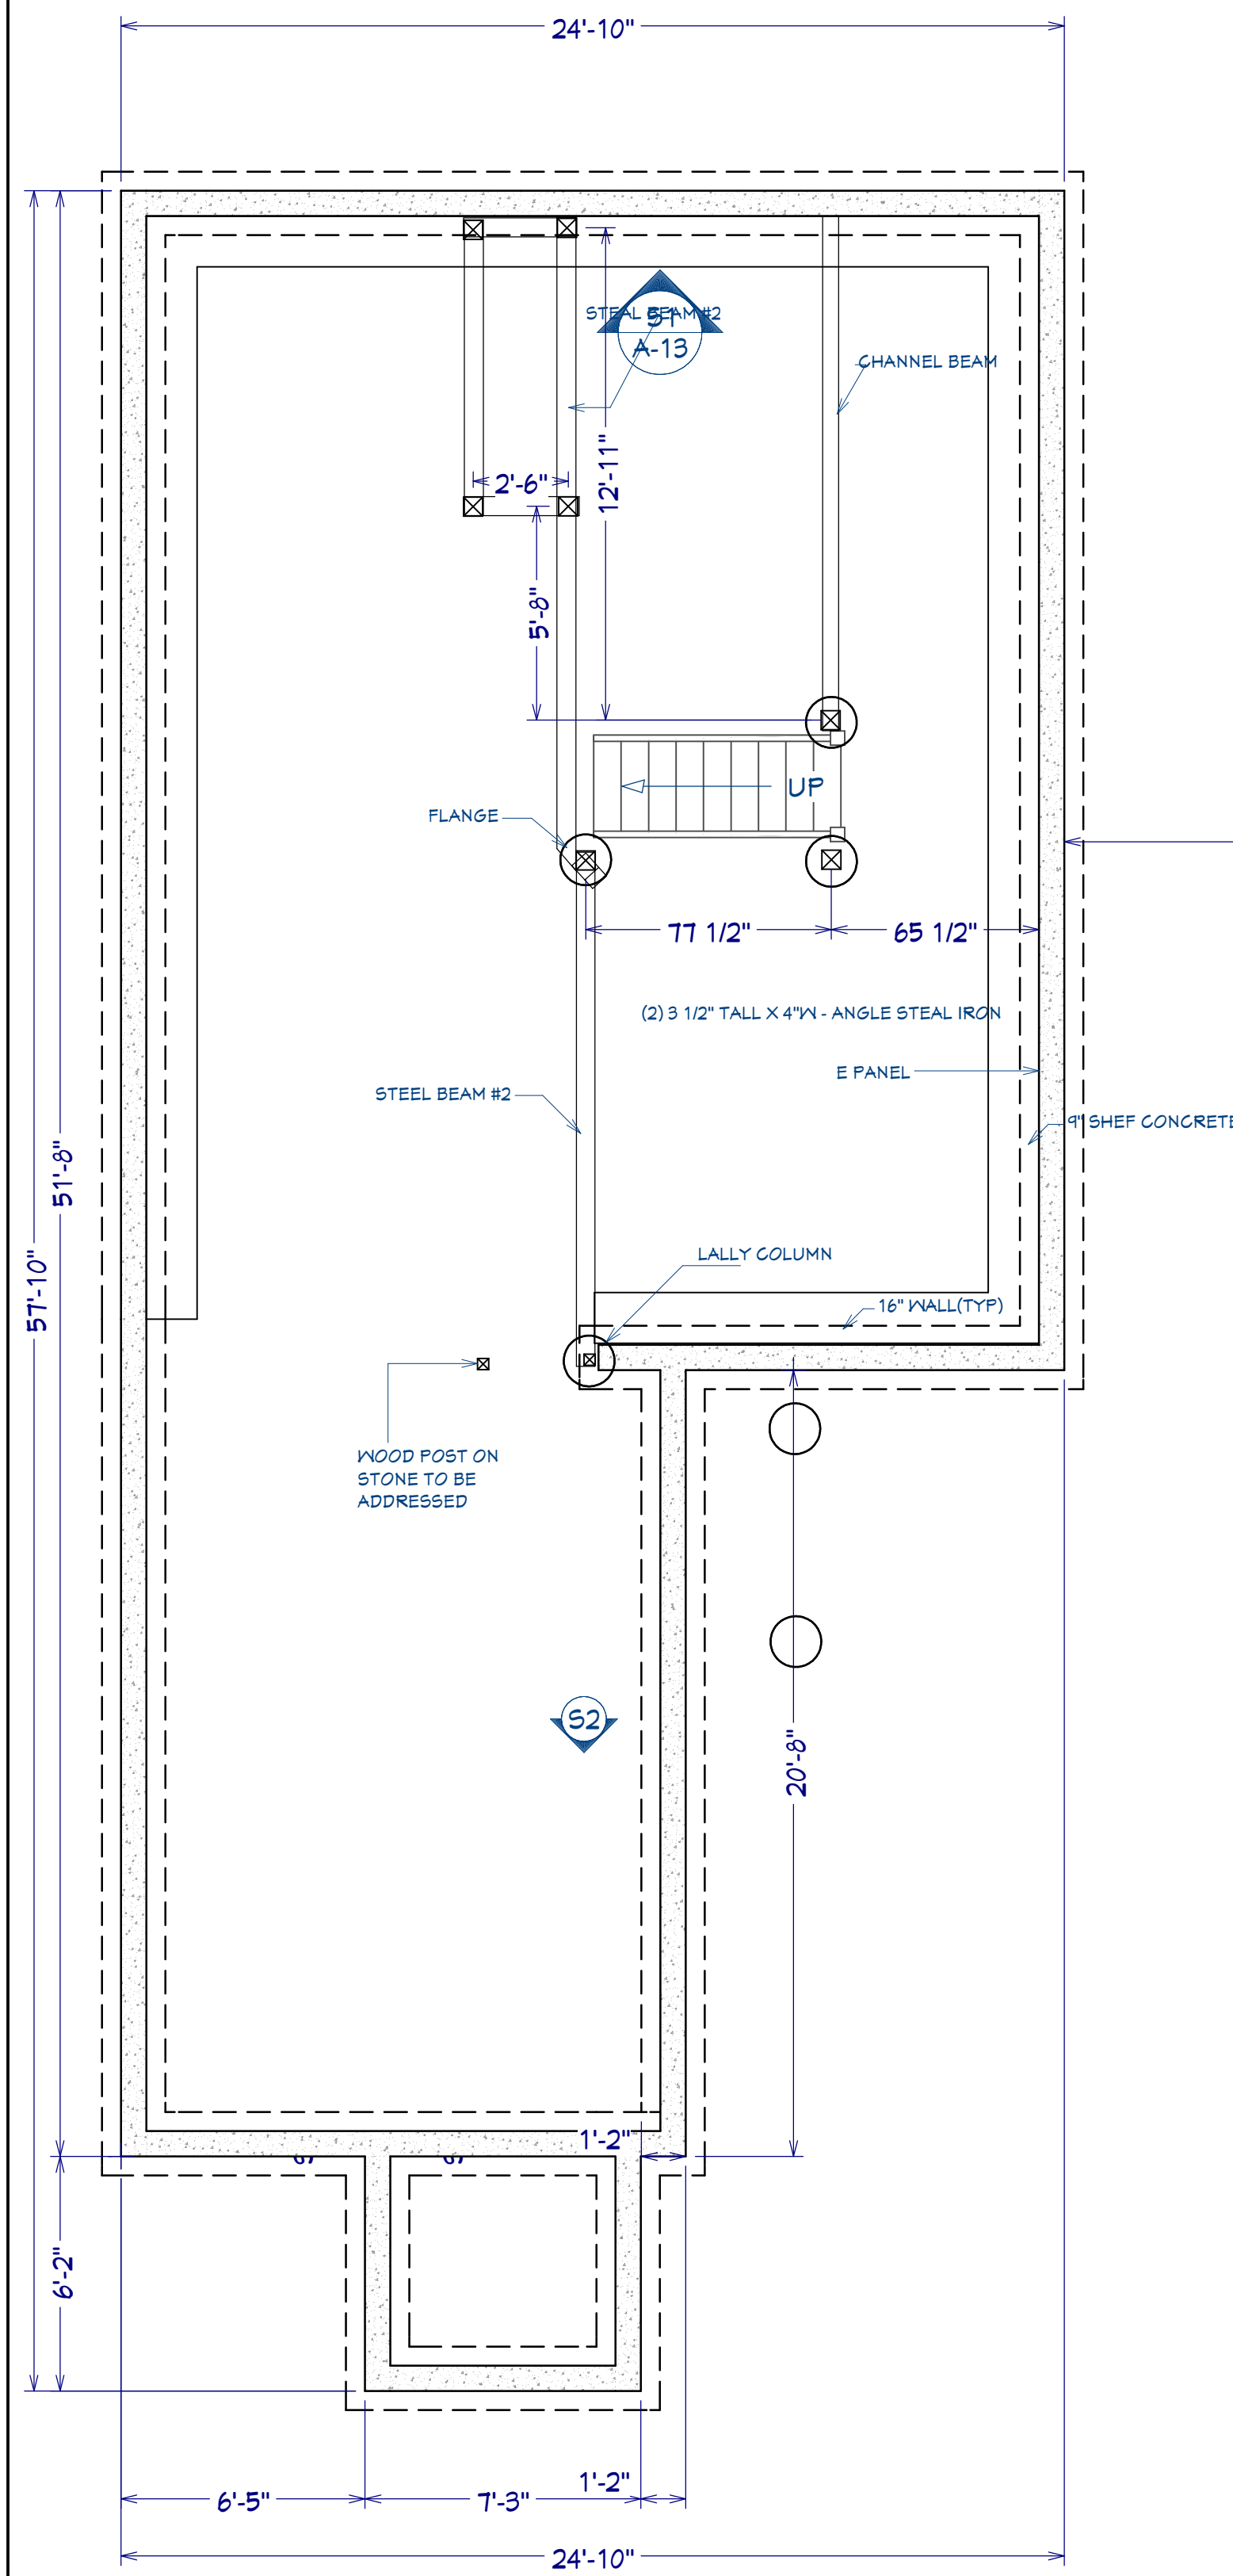 24'-10"
STEAL BEAM #2
S1
A-13
CHANNEL BEAM
2'-6"
12'-11"
5'-8"
UP
FLANGE
77 1/2"
65 1/2"
(2) 3 1/2" TALL X 4"W - ANGLE STEAL IRON
E PANEL
STEEL BEAM #2
9" SHEF CONCRETE
51'-8"
57'-10"
LALLY COLUMN
16" WALL(TYP)
WOOD POST ON
STONE TO BE
ADDRESSED
S2
20'-8"
1'-2"
6'-2"
1'-2"
6'-5"
7'-3"
24'-10"